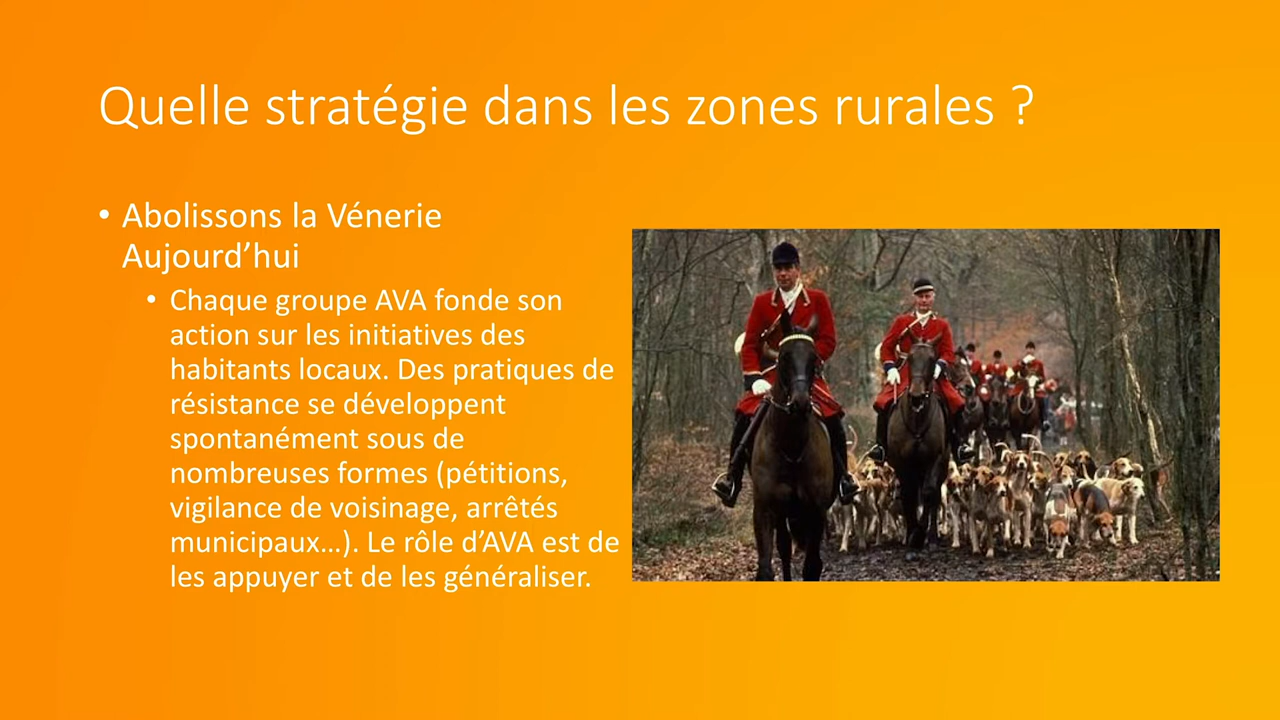 Quelle stratégie dans les zones rurales ?
• Abolissons la Vénerie
Aujourd’hui
• Chaque groupe AVA fonde son
action sur les initiatives des
habitants locaux. Des pratiques de
résistance se développent
spontanément sous de
nombreuses formes (pétitions,
vigilance de voisinage, arrêtés
municipaux…). Le rôle d’AVA est de
les appuyer et de les généraliser.